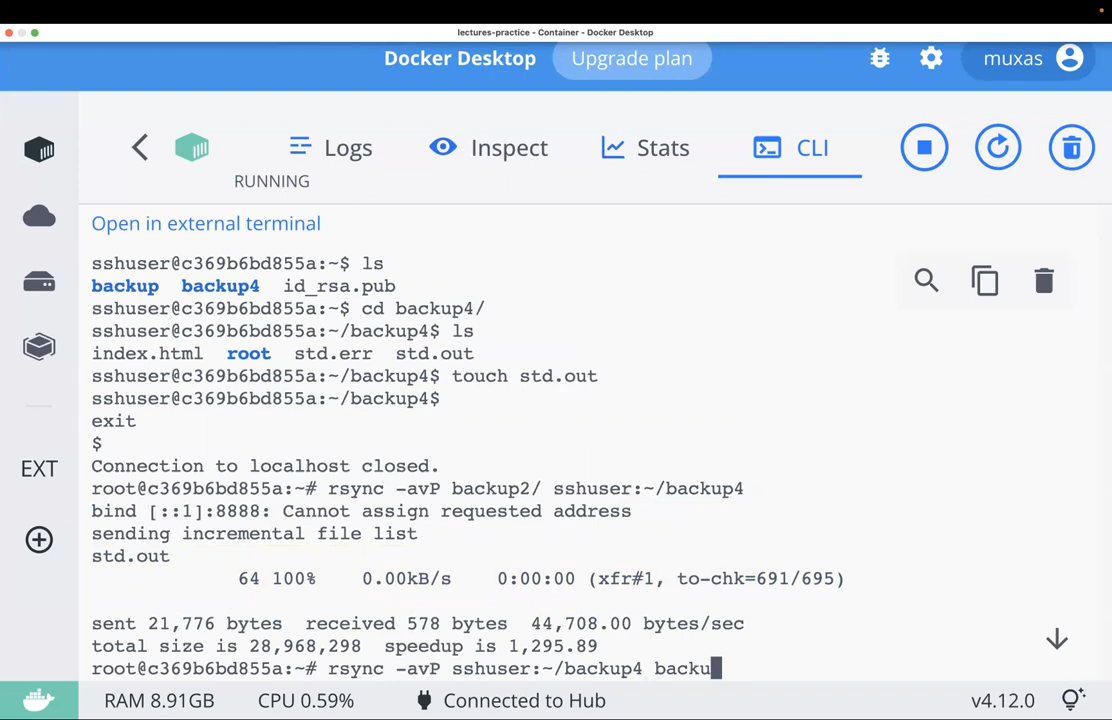 lectures-practice - Container - Docker Desktop
Docker Desktop Upgrade plan muxas
Logs Inspect Stats CLI
RUNNING
Open in external terminal
sshuser@c369b6bd855a:~$ ls
backup backup4 id_rsa.pub
sshuser@c369b6bd855a:~$ cd backup4/
sshuser@c369b6bd855a:~/backup4$ ls
index.html root std.err std.out
sshuser@c369b6bd855a:~/backup4$ touch std.out
sshuser@c369b6bd855a:~/backup4$
exit
$
Connection to localhost closed.
root@c369b6bd855a:~# rsync -avP backup2/ sshuser:~/backup4
bind [::1]:8888: Cannot assign requested address
sending incremental file list
std.out
64 100% 0.00kB/s 0:00:00 (xfr#1, to-chk=691/695)
sent 21,776 bytes received 578 bytes 44,708.00 bytes/sec
total size is 28,968,298 speedup is 1,295.89
root@c369b6bd855a:~# rsync -avP sshuser:~/backup4 backu
EXT
RAM 8.91GB CPU 0.59% Connected to Hub v4.12.0